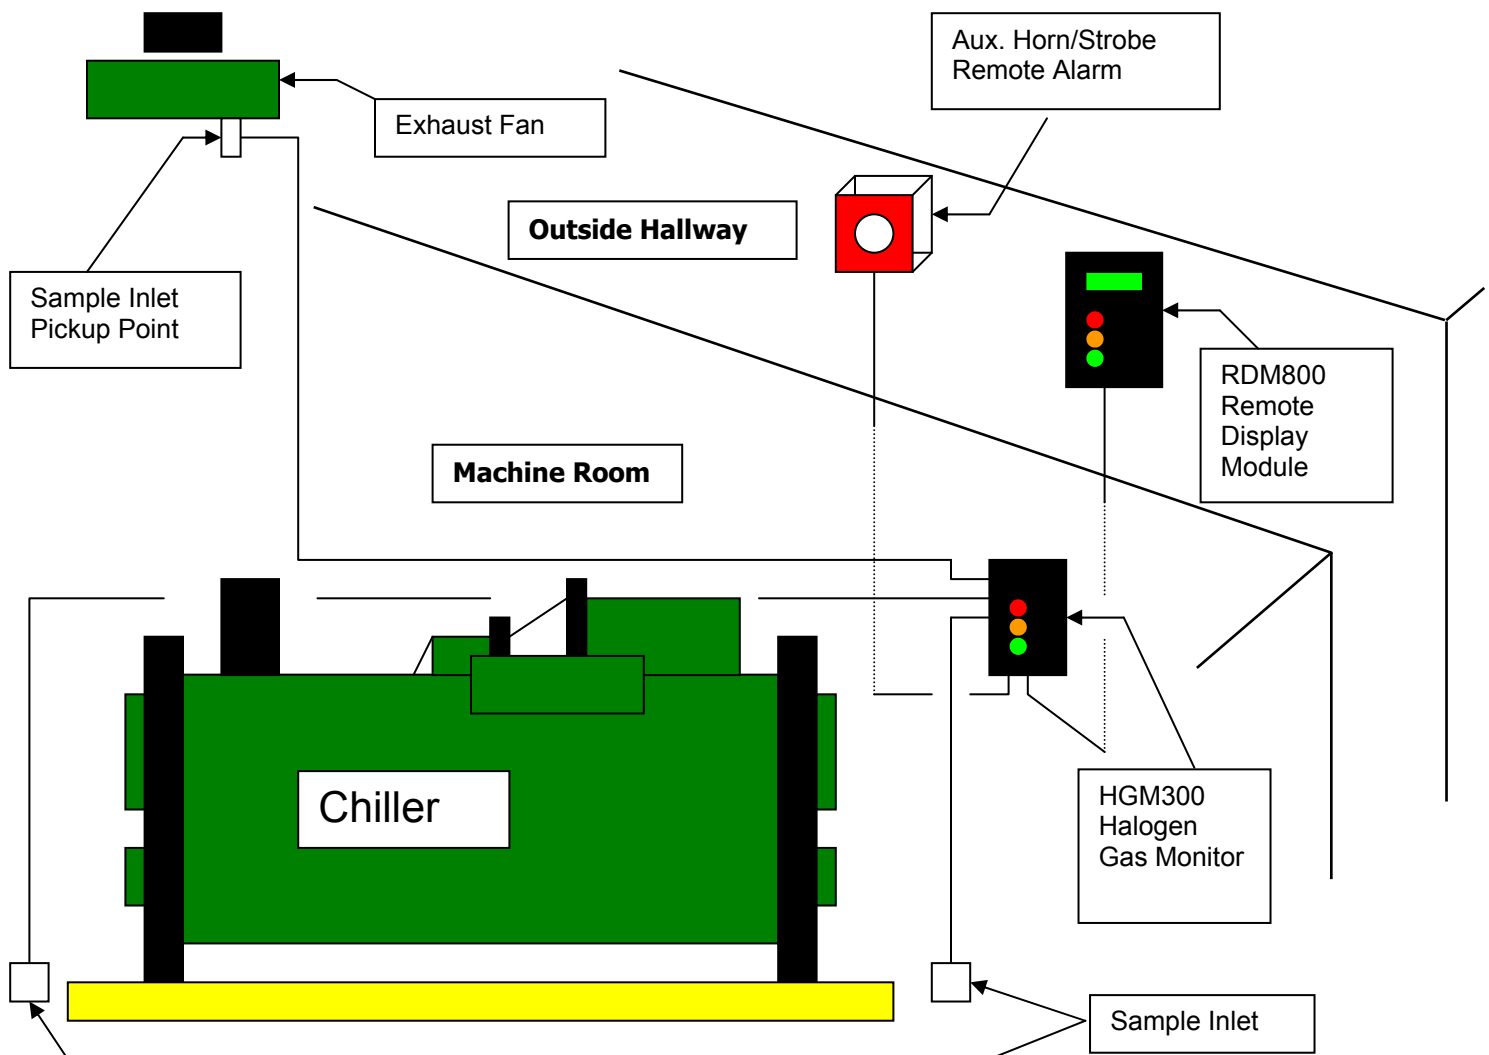 Aux. Horn/Strobe
Remote Alarm
Exhaust Fan
Outside Hallway
Sample Inlet
Pickup Point
RDM800
Remote
Display
Module
Machine Room
Chiller
HGM300
Halogen
Gas Monitor
Sample Inlet